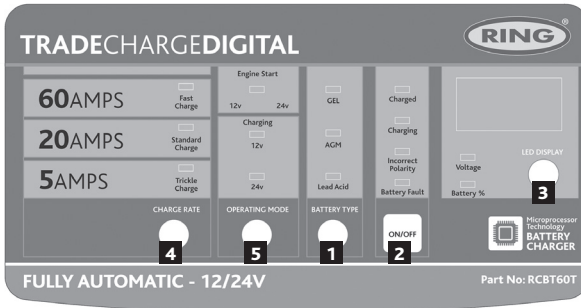 TRADECHARGEDIGITAL
RING®
60AMPS
Fast
Charge
20AMPS
Standard
Charge
5AMPS
Trickle
Charge
CHARGE RATE
4
Engine Start
12v 24v
Charging
12v
24v
OPERATING MODE
5
GEL
AGM
Lead Acid
BATTERY TYPE
1
Charged
Charging
Incorrect
Polarity
Battery Fault
ON/OFF
2
Voltage
Battery %
LED DISPLAY
3
Microprocessor
Technology
BATTERY
CHARGER
FULLY AUTOMATIC - 12/24V
Part No: RCBT60T